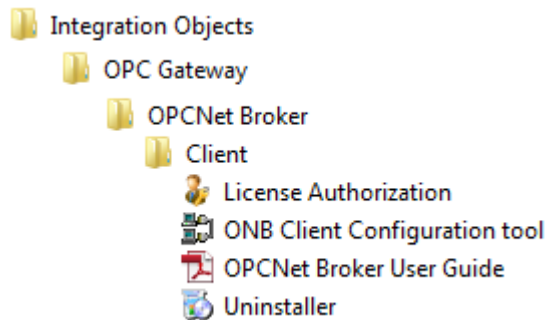 Integration Objects
OPC Gateway
OPCNet Broker
Client
License Authorization
ONB Client Configuration tool
OPCNet Broker User Guide
Uninstaller